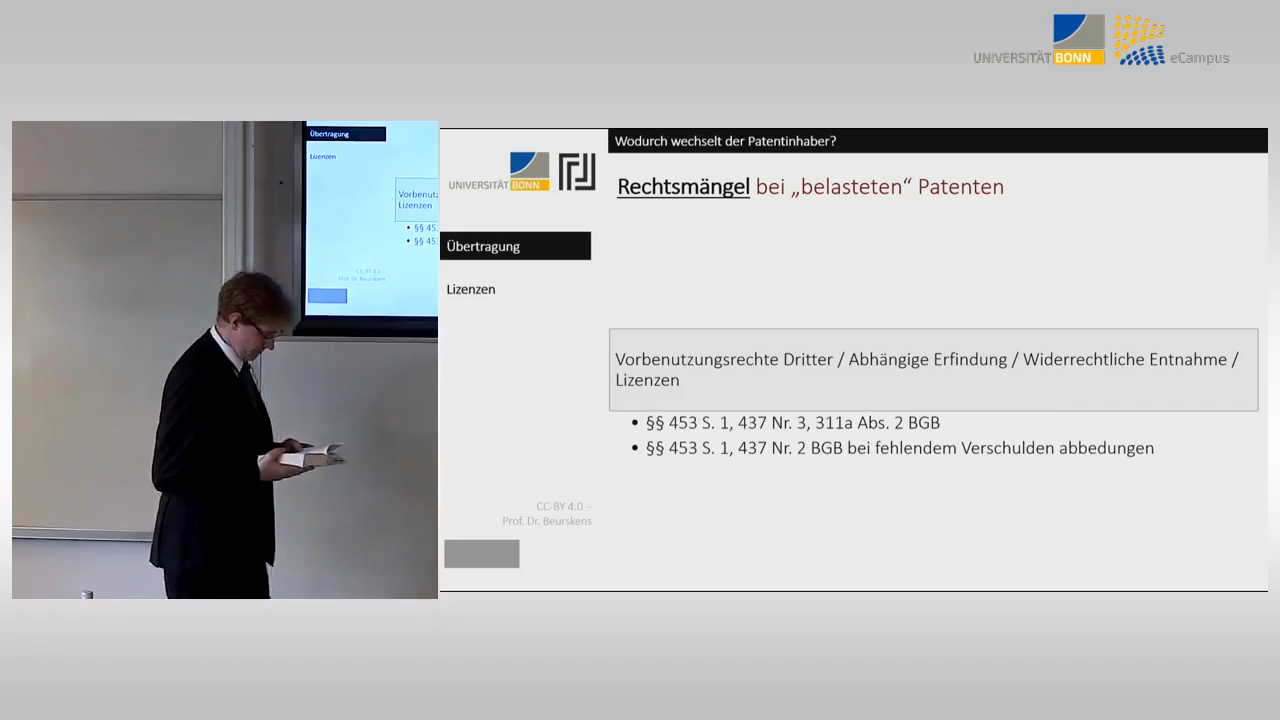 UNIVERSITÄT BONN
eCampus
Übertragung
Lizenzen
Vorbenutz
Lizenzen
• §§ 453
• §§ 453
CC-BY 4.0 –
Prof. Dr. Beurskens
UNIVERSITÄT BONN
Übertragung
Lizenzen
CC-BY 4.0 –
Prof. Dr. Beurskens
Wodurch wechselt der Patentinhaber?
Rechtsmängel bei „belasteten“ Patenten
Vorbenutzungsrechte Dritter / Abhängige Erfindung / Widerrechtliche Entnahme /
Lizenzen
• §§ 453 S. 1, 437 Nr. 3, 311a Abs. 2 BGB
• §§ 453 S. 1, 437 Nr. 2 BGB bei fehlendem Verschulden abbedungen